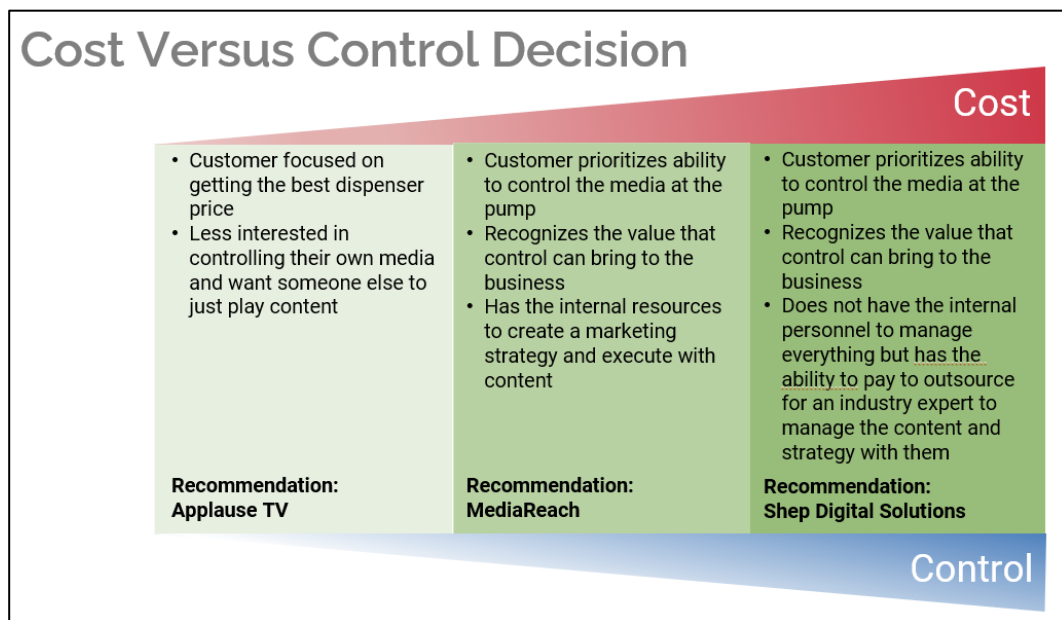 Cost Versus Control Decision
Cost
• Customer focused on
getting the best dispenser
price
• Less interested in
controlling their own media
and want someone else to
just play content
Recommendation:
Applause TV
• Customer prioritizes ability
to control the media at the
pump
• Recognizes the value that
control can bring to the
business
• Has the internal resources
to create a marketing
strategy and execute with
content
Recommendation:
MediaReach
• Customer prioritizes ability
to control the media at the
pump
• Recognizes the value that
control can bring to the
business
• Does not have the internal
personnel to manage
everything but has the
ability to pay to outsource
for an industry expert to
manage the content and
strategy with them
Recommendation:
Shep Digital Solutions
Control